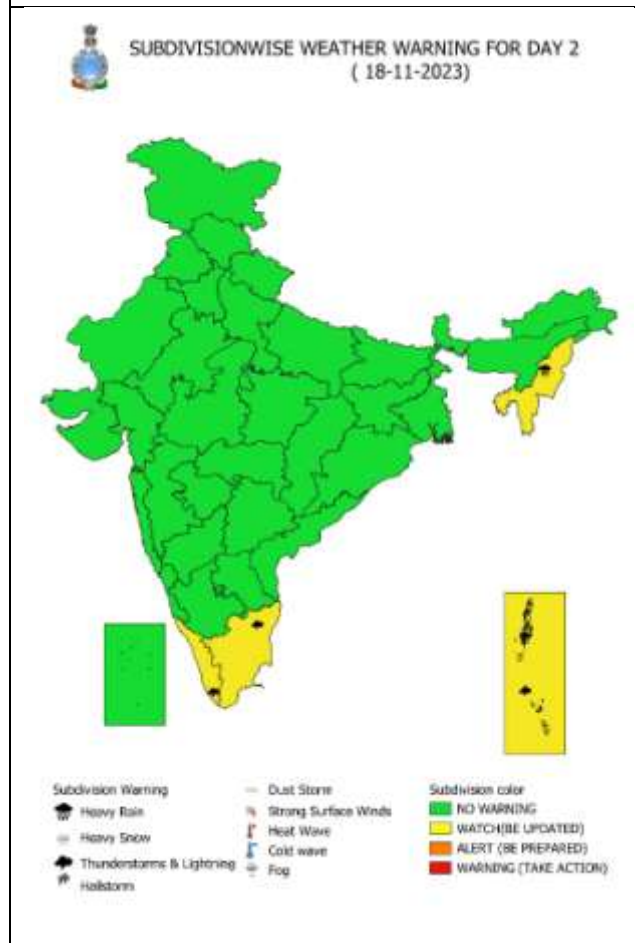 SUBDIVISIONWISE WEATHER WARNING FOR DAY 2
( 18-11-2023)
Subdivision Warning
Heavy Rain
Heavy Snow
Thunderstorms & Lightning
Hailstorm
Dust Storm
Strong Surface Winds
Heat Wave
Cold wave
Fog
Subdivision color
NO WARNING
WATCH(BE UPDATED)
ALERT (BE PREPARED)
WARNING (TAKE ACTION)